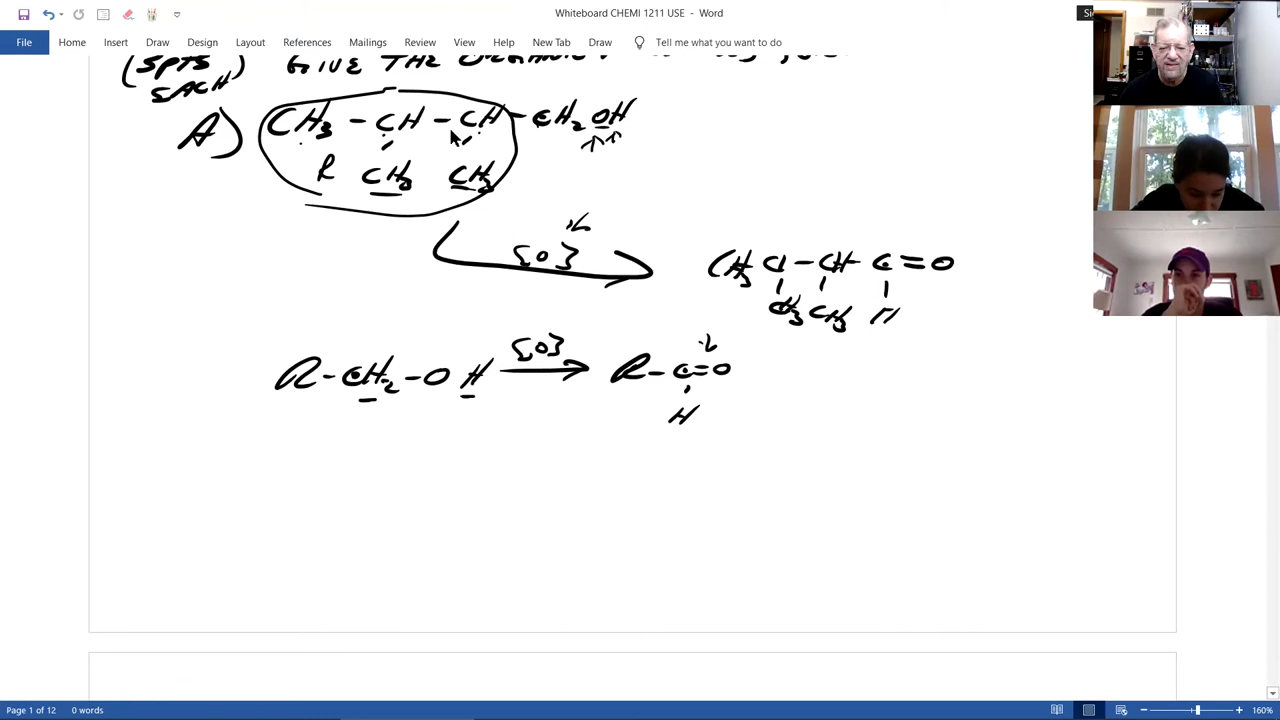 Whiteboard CHEMI 1211 USE - Word
File Home Insert Draw Design Layout References Mailings Review View Help New Tab Draw Tell me what you want to do
(5PTS EACH) GIVE THE
A) CH3 - CH - CH - CH2OH
R CH3 CH3
[O]
CH3 CH - CH - C = O
CH3 CH3 H
R - CH2 - O H [O] R - C = O
H
Page 1 of 12 0 words 160%